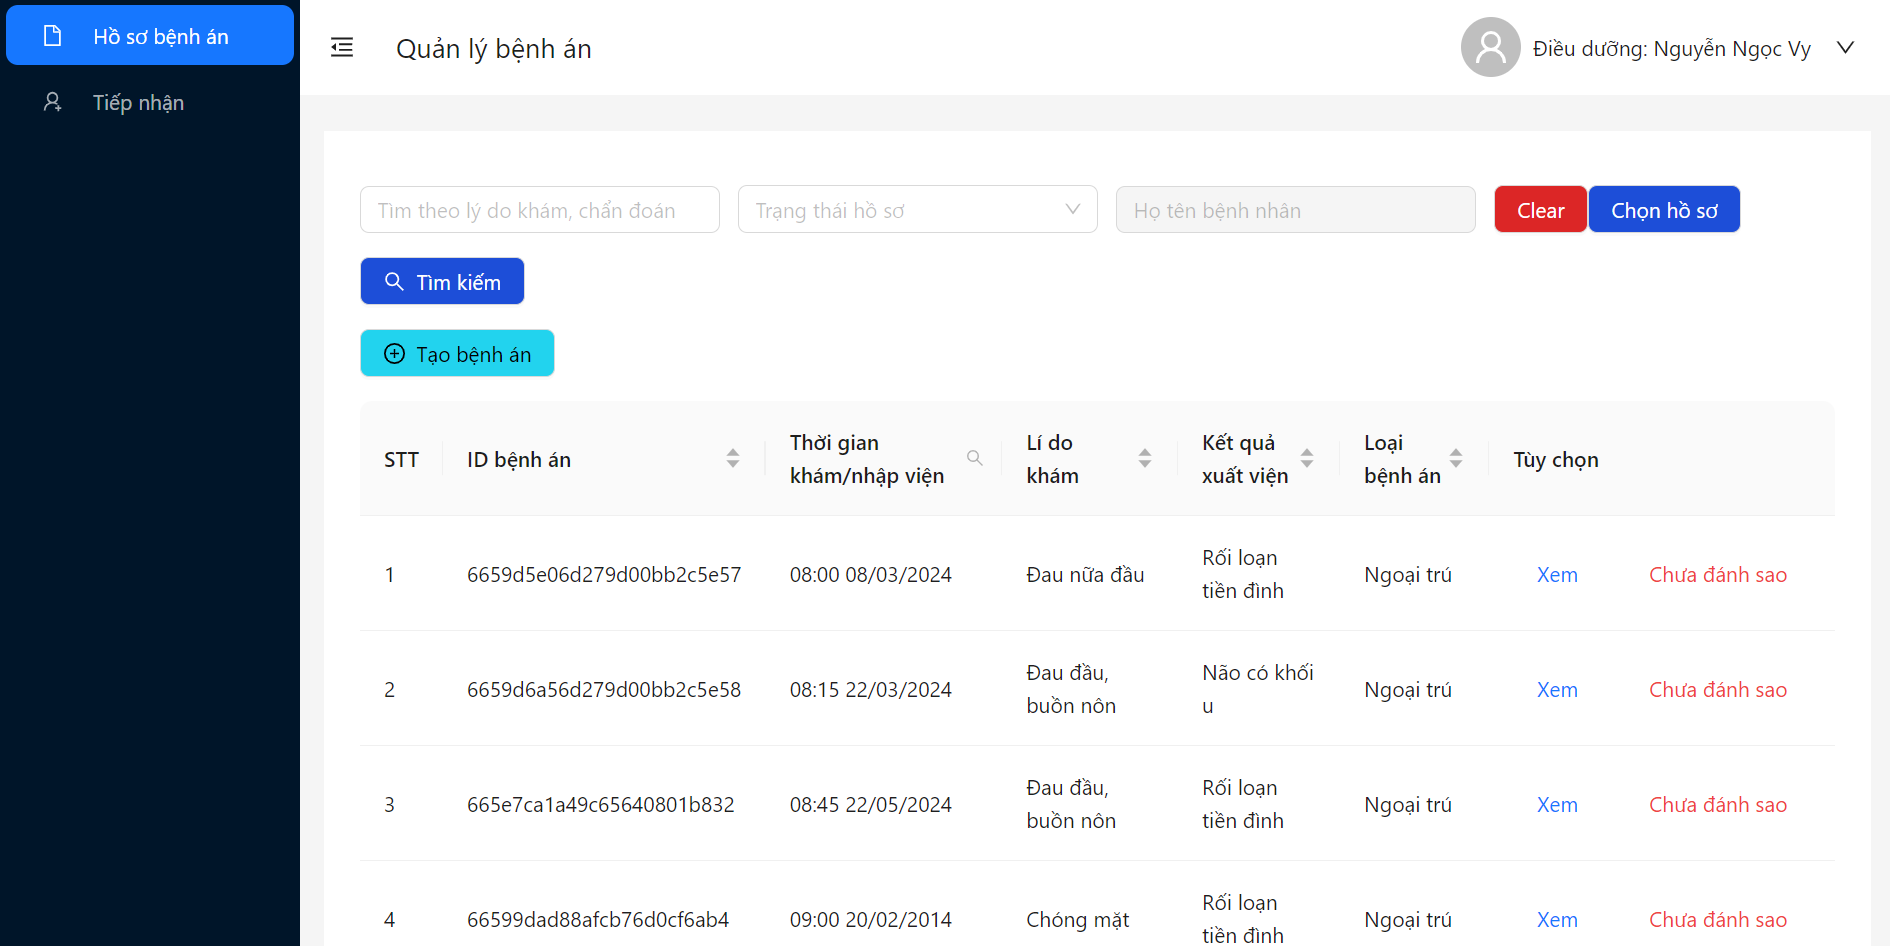 Hồ sơ bệnh án
Tiếp nhận
Quản lý bệnh án
Điều dưỡng: Nguyễn Ngọc Vy
Tìm theo lý do khám, chẩn đoán
Trạng thái hồ sơ
Họ tên bệnh nhân
Clear
Chọn hồ sơ
Tìm kiếm
Tạo bệnh án
STT
ID bệnh án
Thời gian
khám/nhập viện
Lí do
khám
Kết quả
xuất viện
Loại
bệnh án
Tùy chọn
1
6659d5e06d279d00bb2c5e57
08:00 08/03/2024
Đau nữa đầu
Rối loạn
tiền đình
Ngoại trú
Xem
Chưa đánh sao
2
6659d6a56d279d00bb2c5e58
08:15 22/03/2024
Đau đầu,
buồn nôn
Não có khối
u
Ngoại trú
Xem
Chưa đánh sao
3
665e7ca1a49c65640801b832
08:45 22/05/2024
Đau đầu,
buồn nôn
Rối loạn
tiền đình
Ngoại trú
Xem
Chưa đánh sao
4
66599dad88afcb76d0cf6ab4
09:00 20/02/2014
Chóng mặt
Rối loạn
tiền đình
Ngoại trú
Xem
Chưa đánh sao